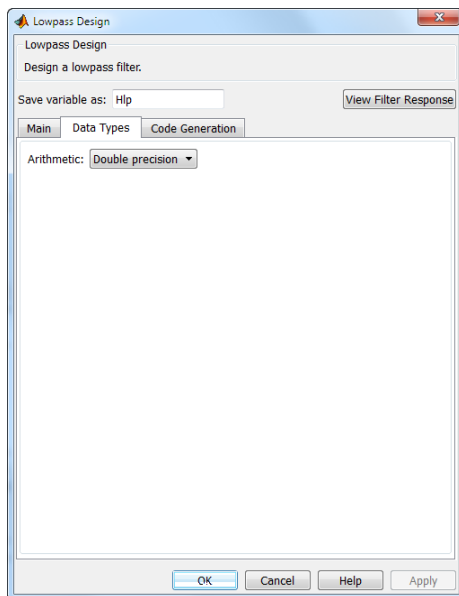 Lowpass Design
Lowpass Design
Design a lowpass filter.
Save variable as: Hlp View Filter Response
Main Data Types Code Generation
Arithmetic: Double precision
OK Cancel Help Apply